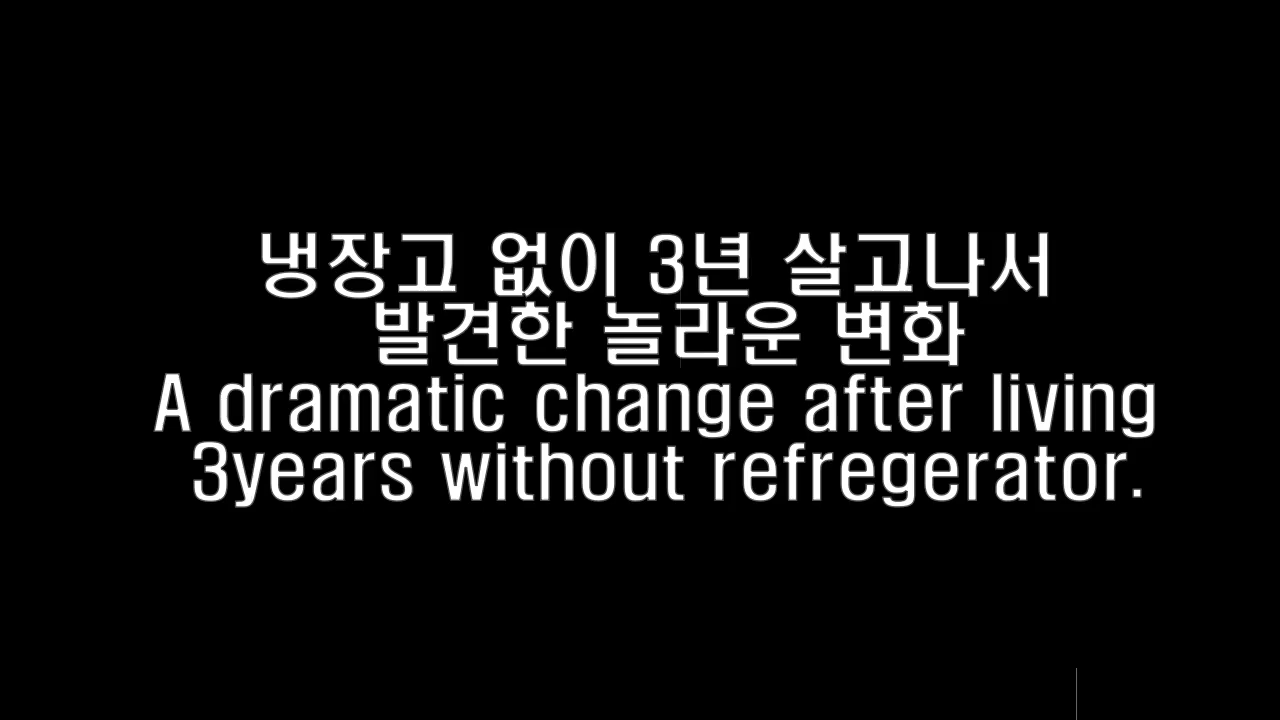 냉장고 없이 3년 살고나서
발견한 놀라운 변화
A dramatic change after living
3years without refregerator.